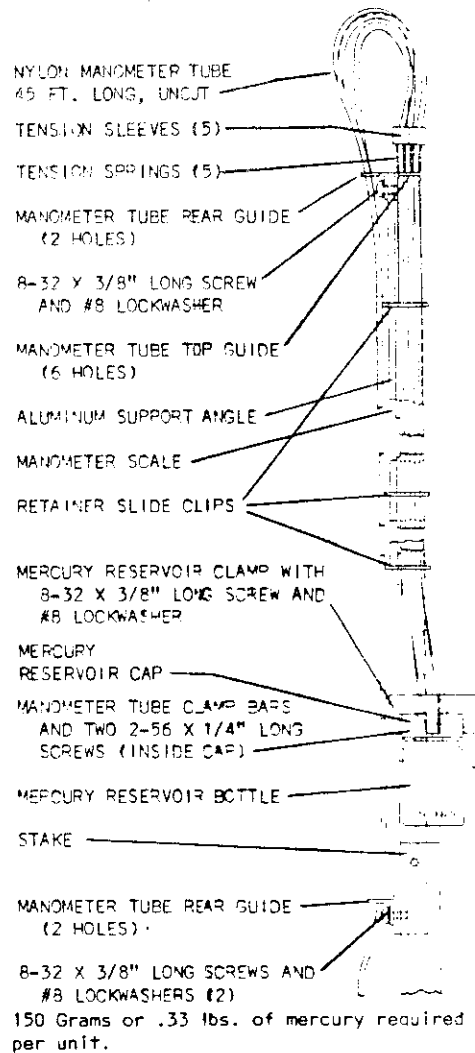 NYLON MANOMETER TUBE
45 FT. LONG, UNCUT
TENSION SLEEVES (5)
TENSION SPRINGS (5)
MANOMETER TUBE REAR GUIDE
(2 HOLES)
8-32 X 3/8" LONG SCREW
AND #8 LOCKWASHER
MANOMETER TUBE TOP GUIDE
(6 HOLES)
ALUMINUM SUPPORT ANGLE
MANOMETER SCALE
RETAINER SLIDE CLIPS
MERCURY RESERVOIR CLAMP WITH
8-32 X 3/8" LONG SCREW AND
#8 LOCKWASHER
MERCURY
RESERVOIR CAP
MANOMETER TUBE CLAMP BARS
AND TWO 2-56 X 1/4" LONG
SCREWS (INSIDE CAP)
MERCURY RESERVOIR BOTTLE
STAKE
MANOMETER TUBE REAR GUIDE
(2 HOLES)
8-32 X 3/8" LONG SCREWS AND
#8 LOCKWASHERS (2)
150 Grams or .33 lbs. of mercury required
per unit.